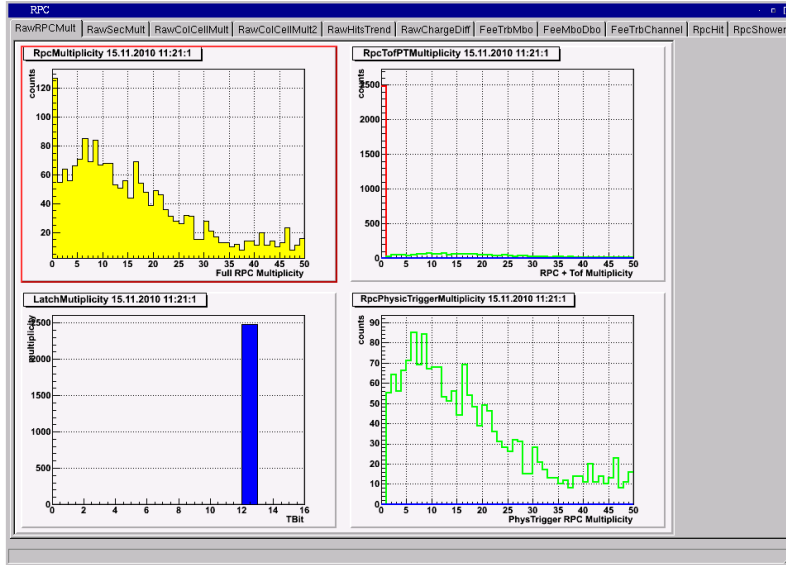 RPC
RawRPCMult RawSecMult RawColCellMult RawColCellMult2 RawHitsTrend RawChargeDiff FeeTrbMbo FeeMboDbo FeeTrbChannel RpcHit RpcShower
RpcMultiplicity 15.11.2010 11:21:1
counts
120
100
80
60
40
20
0 5 10 15 20 25 30 35 40 45 50
Full RPC Multiplicity
RpcTofPTMultiplicity 15.11.2010 11:21:1
counts
2500
2000
1500
1000
500
0
0 5 10 15 20 25 30 35 40 45 50
RPC + Tof Multiplicity
LatchMutiplicity 15.11.2010 11:21:1
multiplicity
2500
2000
1500
1000
500
0
0 2 4 6 8 10 12 14 16
TBit
RpcPhysicTriggerMultiplicity 15.11.2010 11:21:1
counts
90
80
70
60
50
40
30
20
10
0
0 5 10 15 20 25 30 35 40 45 50
PhysTrigger RPC Multiplicity